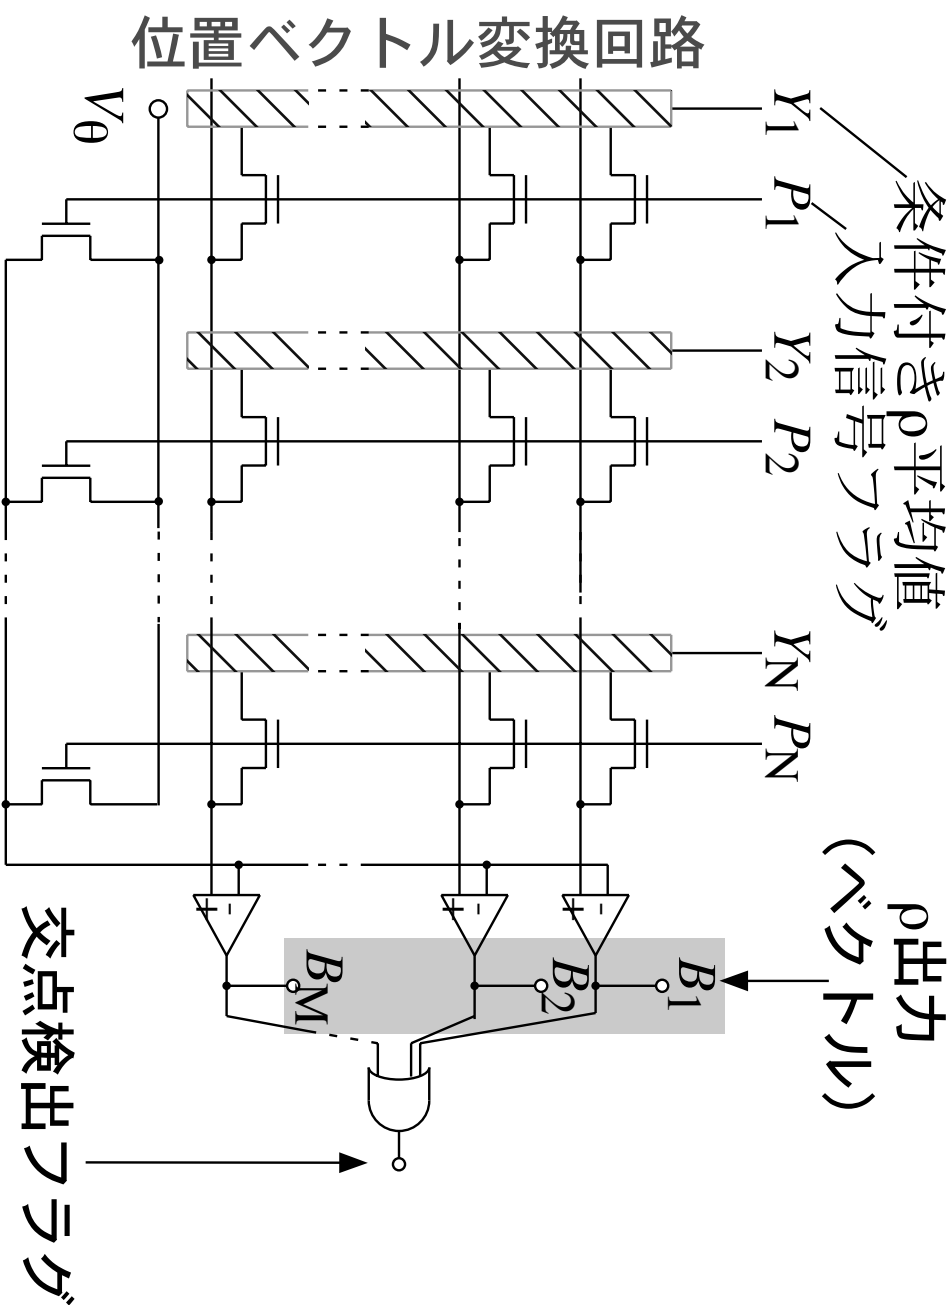 位置ベクトル変換回路
条件付きρ平均値
入力信号フラグ
Y1
P1
Y2
P2
YN
PN
Vθ
ρ出力
(ベクトル)
B1
B2
BM
+
−
+
−
+
−
交点検出フラグ